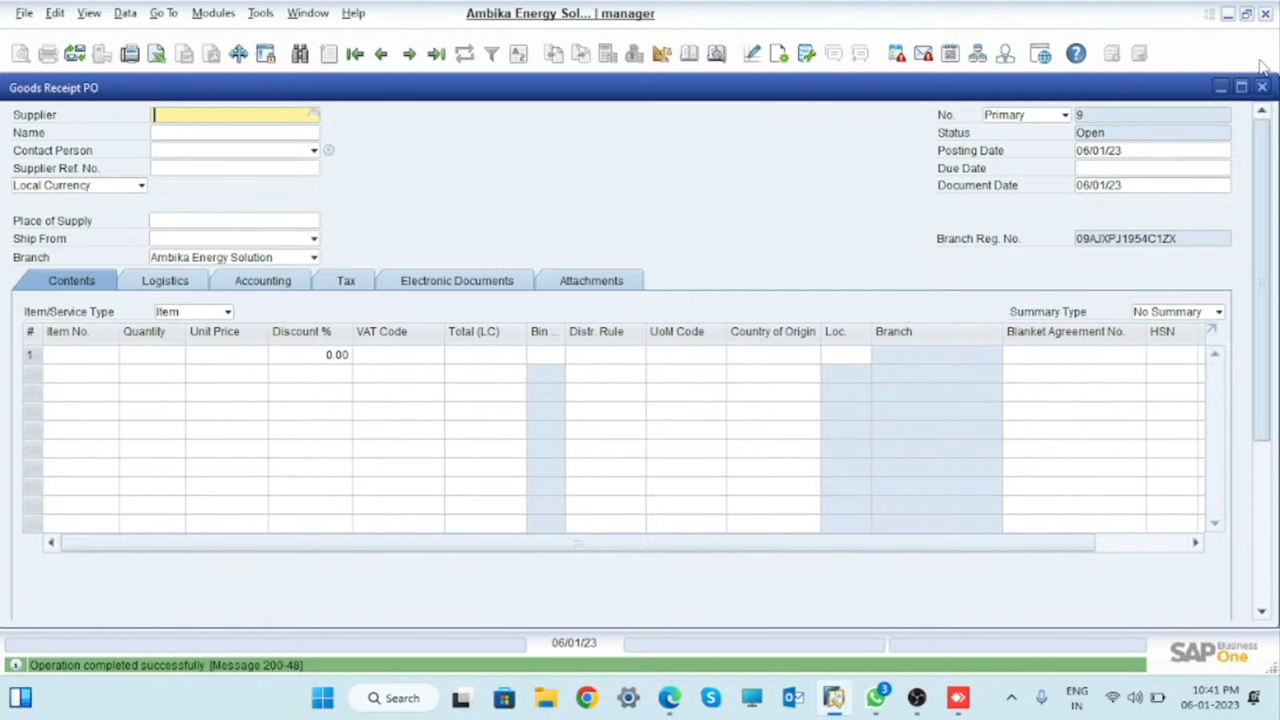 File Edit View Data Go To Modules Tools Window Help Ambika Energy Sol... | manager
Goods Receipt PO
Supplier No. Primary 9
Name Status Open
Contact Person Posting Date 06/01/23
Supplier Ref. No. Due Date
Local Currency Document Date 06/01/23
Place of Supply
Ship From Branch Reg. No. 09AJXPJ1954C1ZX
Branch Ambika Energy Solution
Contents Logistics Accounting Tax Electronic Documents Attachments
Item/Service Type Item Summary Type No Summary
# Item No. Quantity Unit Price Discount % VAT Code Total (LC) Bin ... Distr. Rule UoM Code Country of Origin Loc. Branch Blanket Agreement No. HSN
1 0.00
06/01/23
SAP Business One
Operation completed successfully [Message 200-48]
Search 3 ENG IN 10:41 PM 06-01-2023